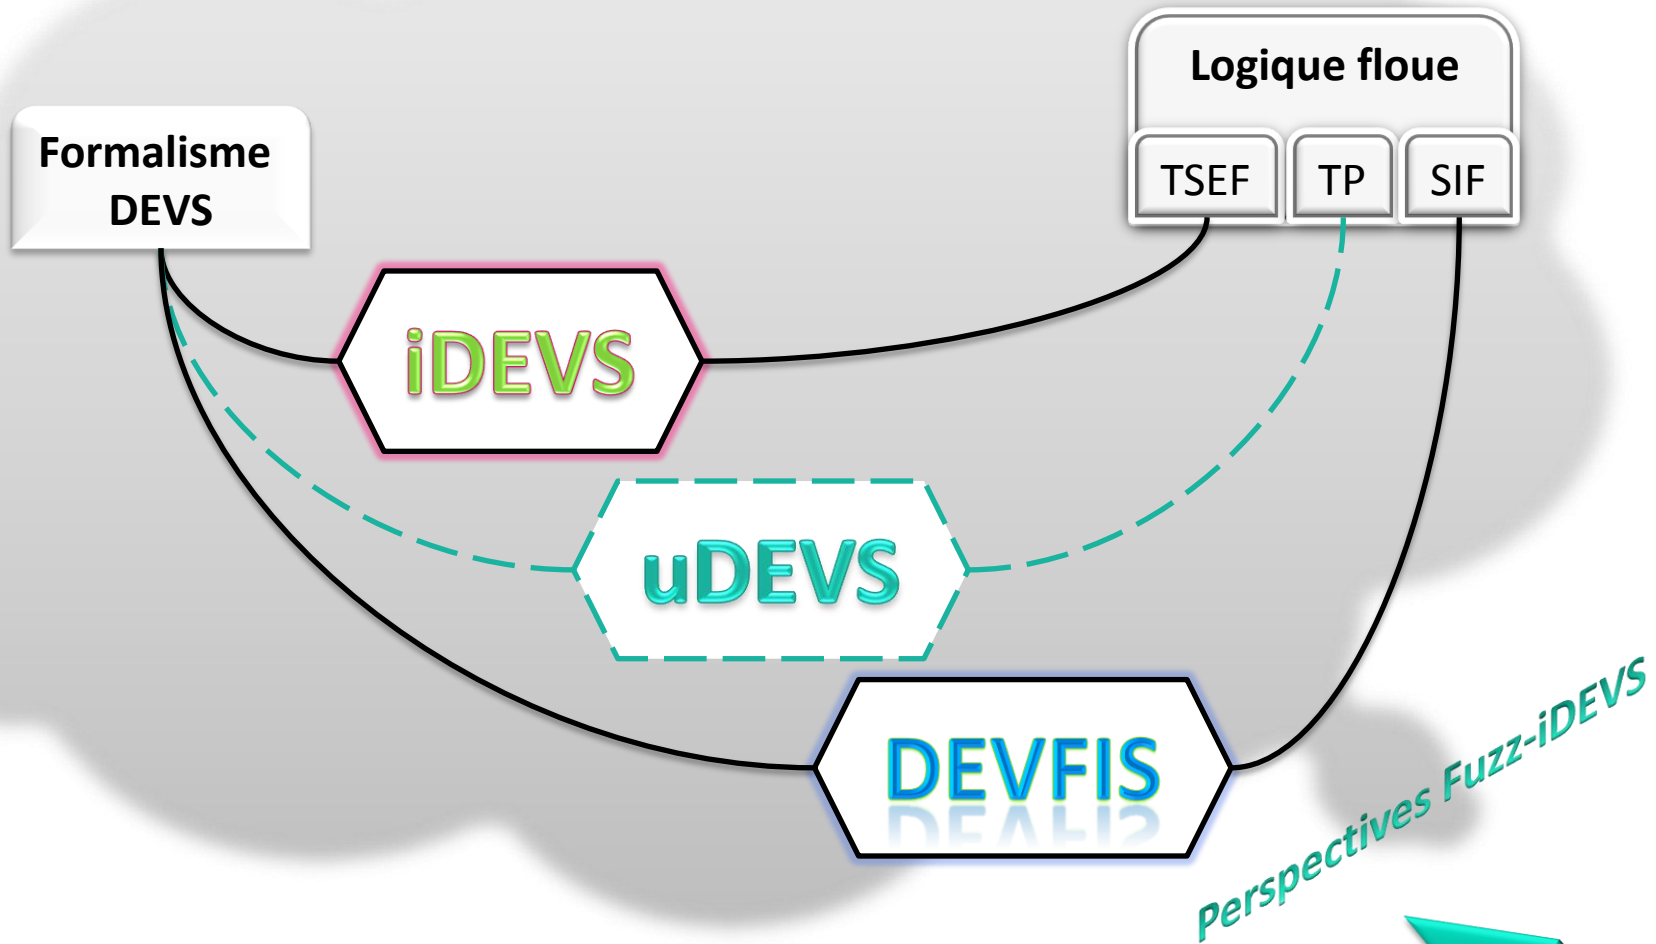 Logique floue
Formalisme
DEVS
TSEF TP SIF
iDEVS
uDEVS
DEVFIS
Perspectives Fuzz-iDEVS